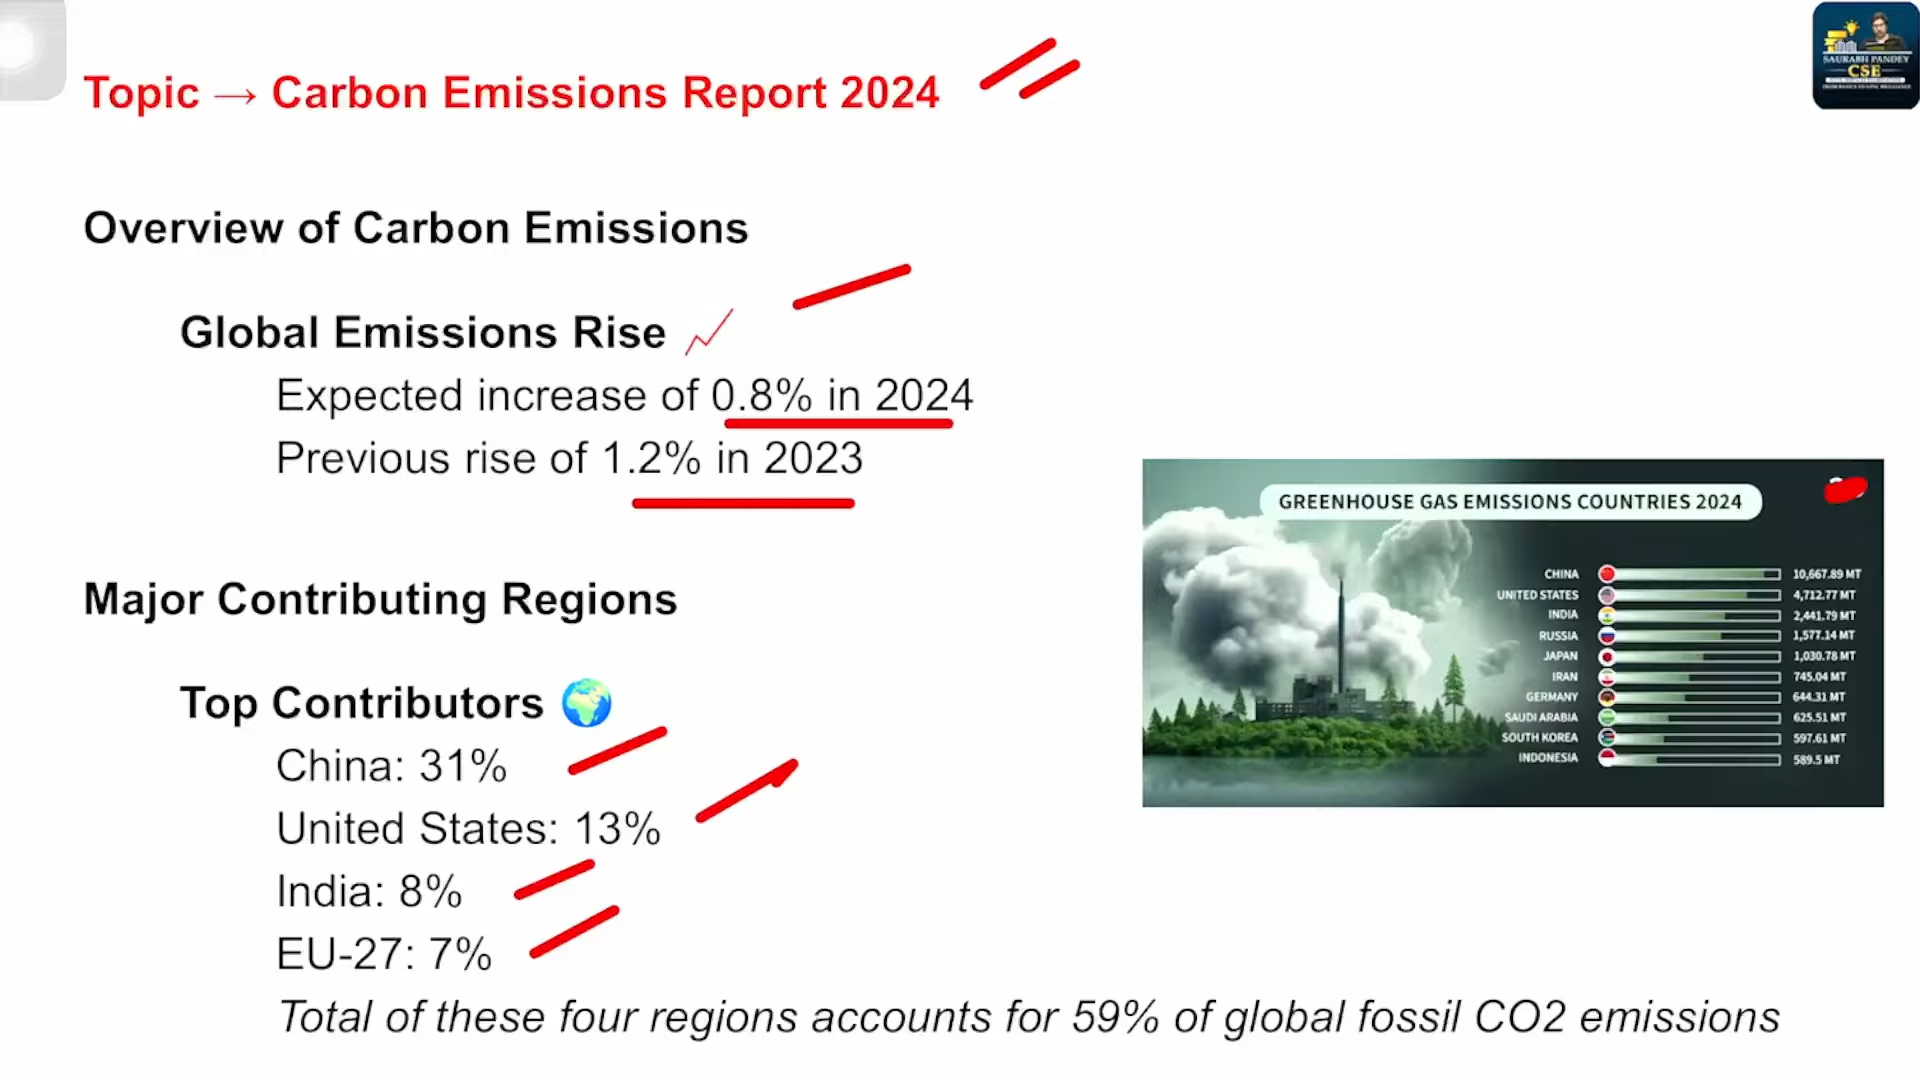 SAURABH PANDEY
CSE
Topic → Carbon Emissions Report 2024
Overview of Carbon Emissions
Global Emissions Rise
Expected increase of 0.8% in 2024
Previous rise of 1.2% in 2023
Major Contributing Regions
Top Contributors
China: 31%
United States: 13%
India: 8%
EU-27: 7%
Total of these four regions accounts for 59% of global fossil CO2 emissions
GREENHOUSE GAS EMISSIONS COUNTRIES 2024
CHINA 10,667.89 MT
UNITED STATES 4,712.77 MT
INDIA 2,441.79 MT
RUSSIA 1,577.14 MT
JAPAN 1,030.78 MT
IRAN 745.04 MT
GERMANY 644.31 MT
SAUDI ARABIA 625.51 MT
SOUTH KOREA 597.61 MT
INDONESIA 589.5 MT